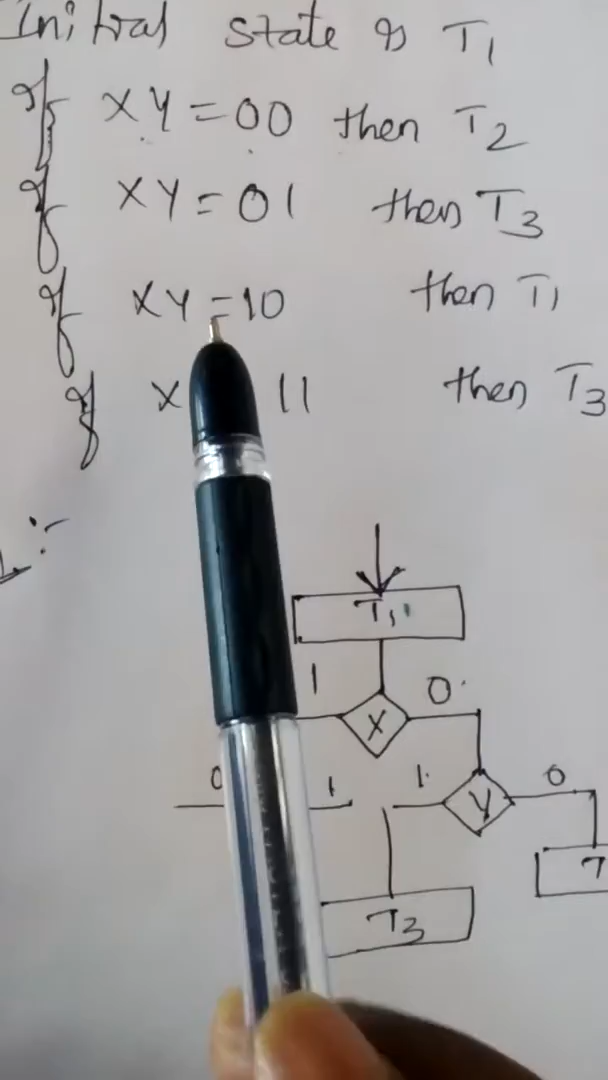 Initial state is T1
If XY = 00 then T2
If XY = 01 then T3
If XY = 10 then T1
If X 11 then T3
:-
T1
1 X 0
0 1 1 Y 0
T3 T